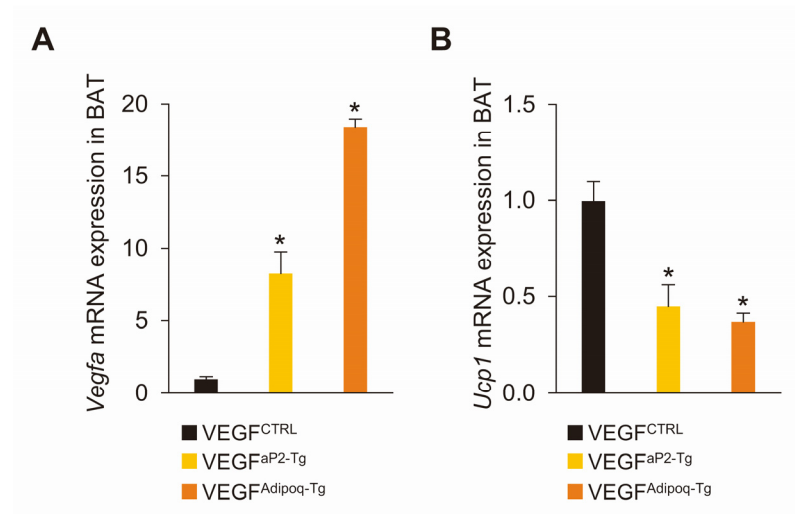 A
Vegfa mRNA expression in BAT
20
15
10
5
0
*
*
VEGFCTRL
VEGFaP2-Tg
VEGFAdipoq-Tg
B
Ucp1 mRNA expression in BAT
1.5
1.0
0.5
0.0
*
*
VEGFCTRL
VEGFaP2-Tg
VEGFAdipoq-Tg